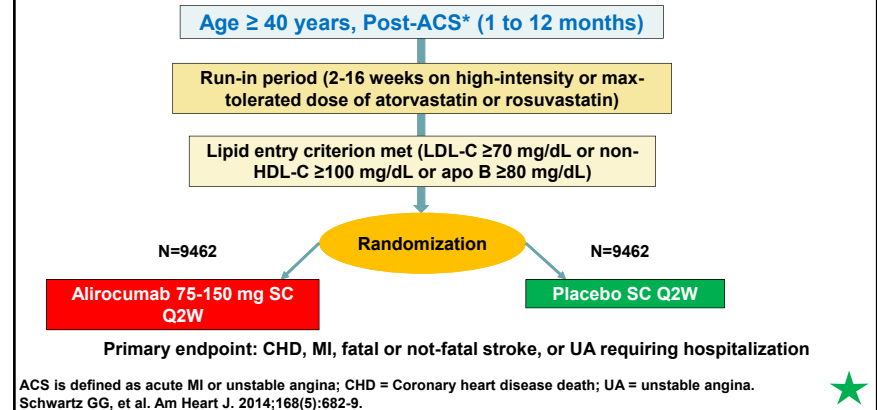 Age ≥ 40 years, Post-ACS* (1 to 12 months)
Run-in period (2-16 weeks on high-intensity or max-
tolerated dose of atorvastatin or rosuvastatin)
Lipid entry criterion met (LDL-C ≥70 mg/dL or non-
HDL-C ≥100 mg/dL or apo B ≥80 mg/dL)
Randomization
N=9462
N=9462
Alirocumab 75-150 mg SC
Q2W
Placebo SC Q2W
Primary endpoint: CHD, MI, fatal or not-fatal stroke, or UA requiring hospitalization
ACS is defined as acute MI or unstable angina; CHD = Coronary heart disease death; UA = unstable angina.
Schwartz GG, et al. Am Heart J. 2014;168(5):682-9.